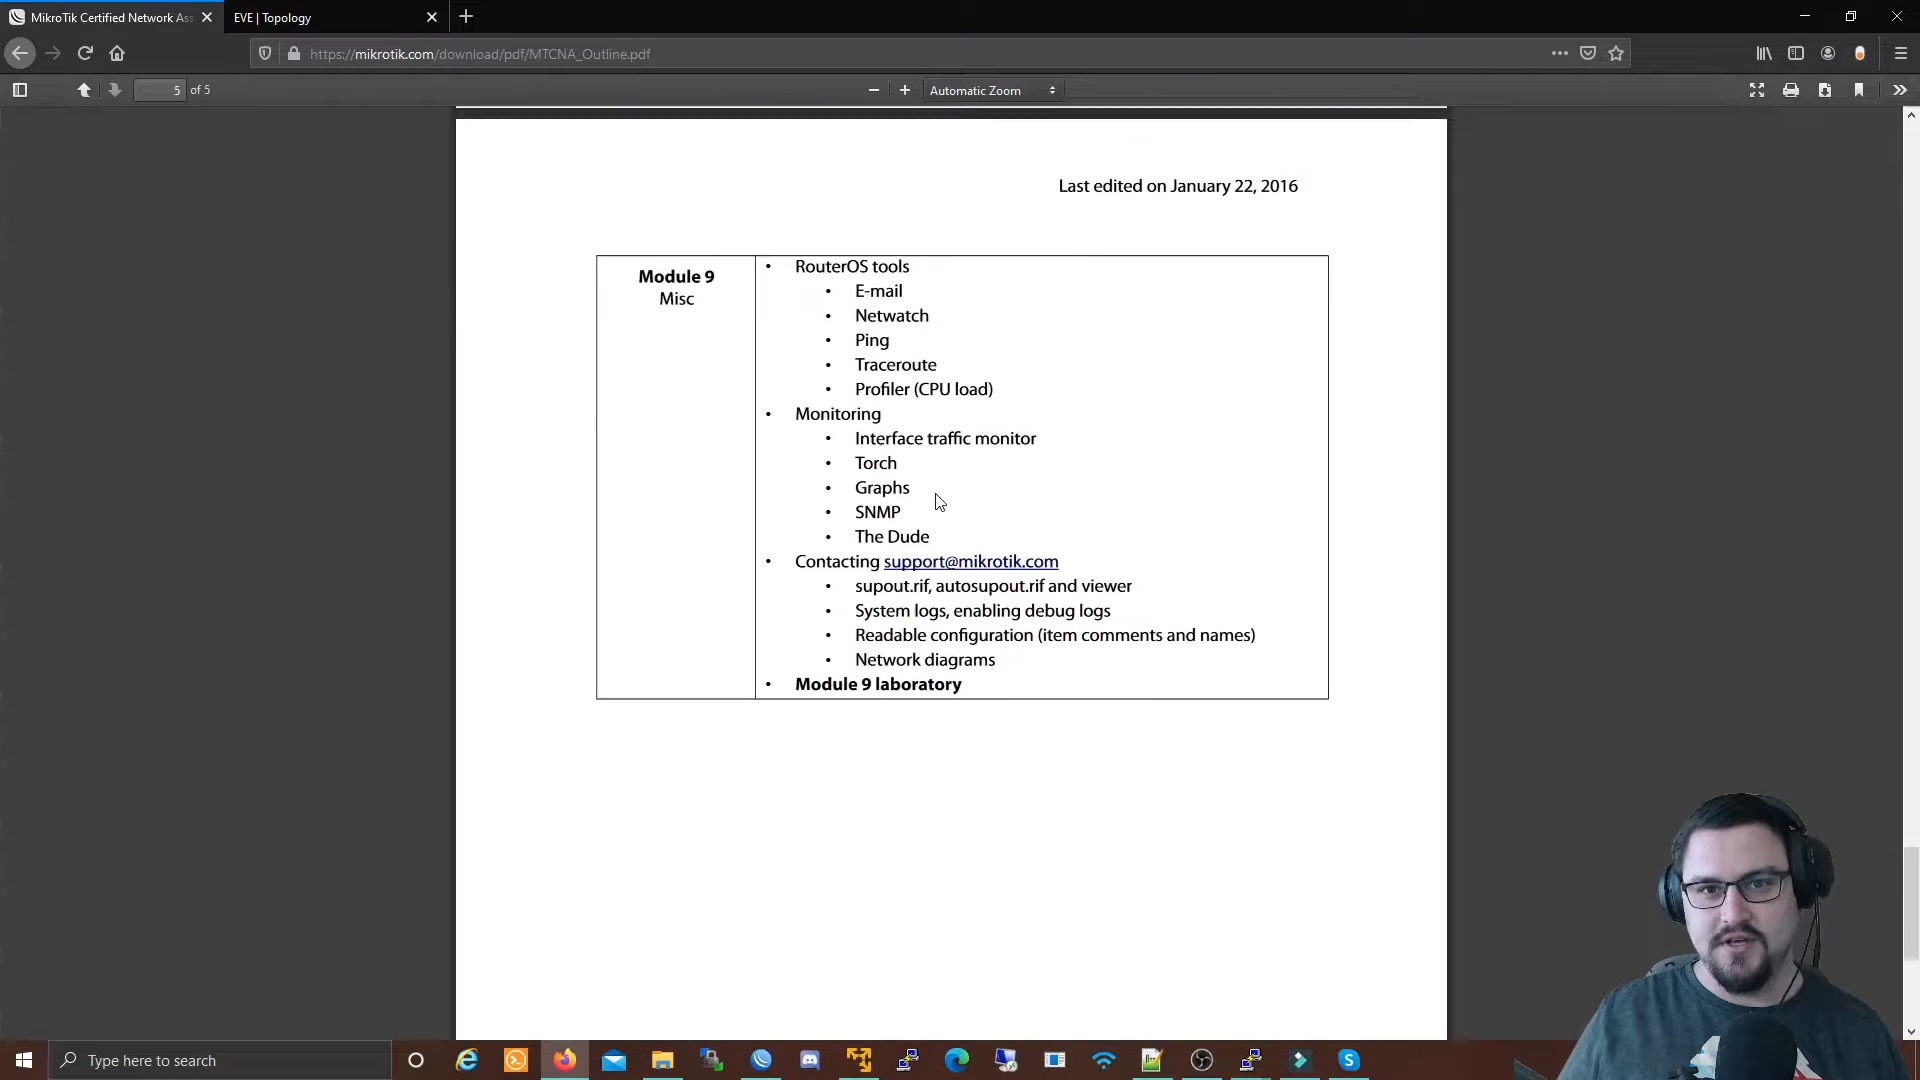 MikroTik Certified Network Ass
EVE | Topology
https://mikrotik.com/download/pdf/MTCNA_Outline.pdf
5 of 5
Automatic Zoom
Last edited on January 22, 2016
Module 9
Misc
• RouterOS tools
• E-mail
• Netwatch
• Ping
• Traceroute
• Profiler (CPU load)
• Monitoring
• Interface traffic monitor
• Torch
• Graphs
• SNMP
• The Dude
• Contacting support@mikrotik.com
• supout.rif, autosupout.rif and viewer
• System logs, enabling debug logs
• Readable configuration (item comments and names)
• Network diagrams
• Module 9 laboratory
Type here to search